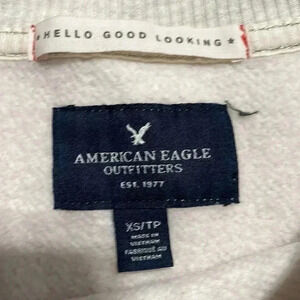 * HELLO GOOD LOOKING *
AMERICAN EAGLE
OUTFITTERS
EST. 1977
XS/TP
MADE IN
VIETNAM
FABRIQUÉ AU
VIETNAM